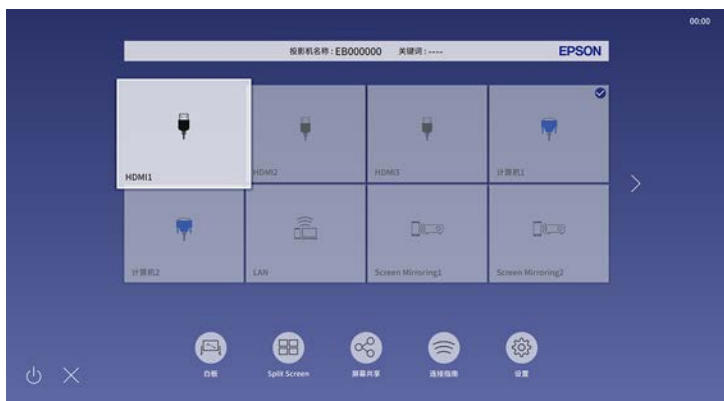 00:00
投影机名称 : EB000000 关键词 : ---- EPSON
HDMI1 HDMI2 HDMI3 计算机1
计算机2 LAN Screen Mirroring1 Screen Mirroring2
白板 Split Screen 屏幕共享 连接指南 设置